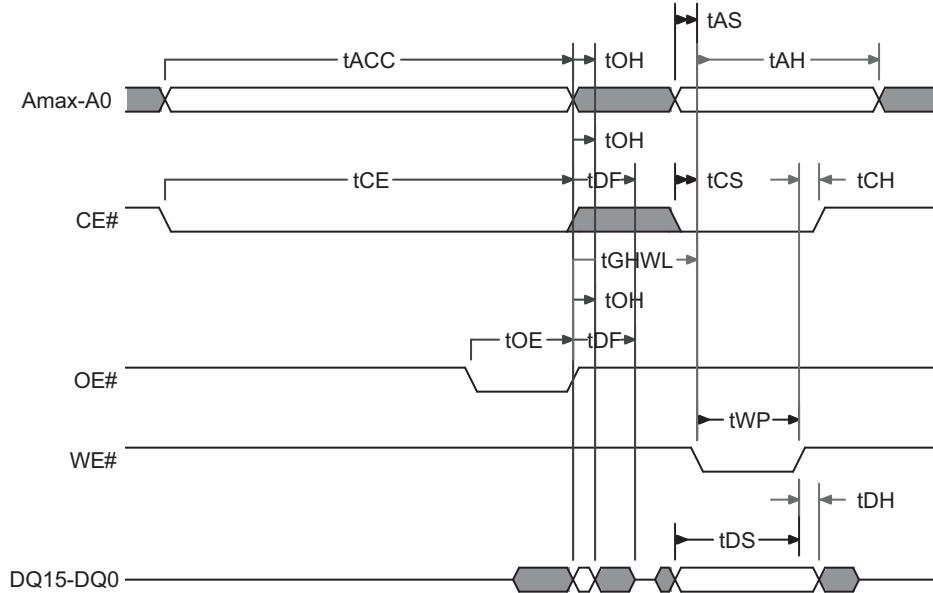 tAS
tACC
tOH
tAH
Amax-A0
tOH
tCE
tDF
tCS
tCH
CE#
tGHWL
tOH
tOE
tDF
OE#
tWP
WE#
tDH
tDS
DQ15-DQ0